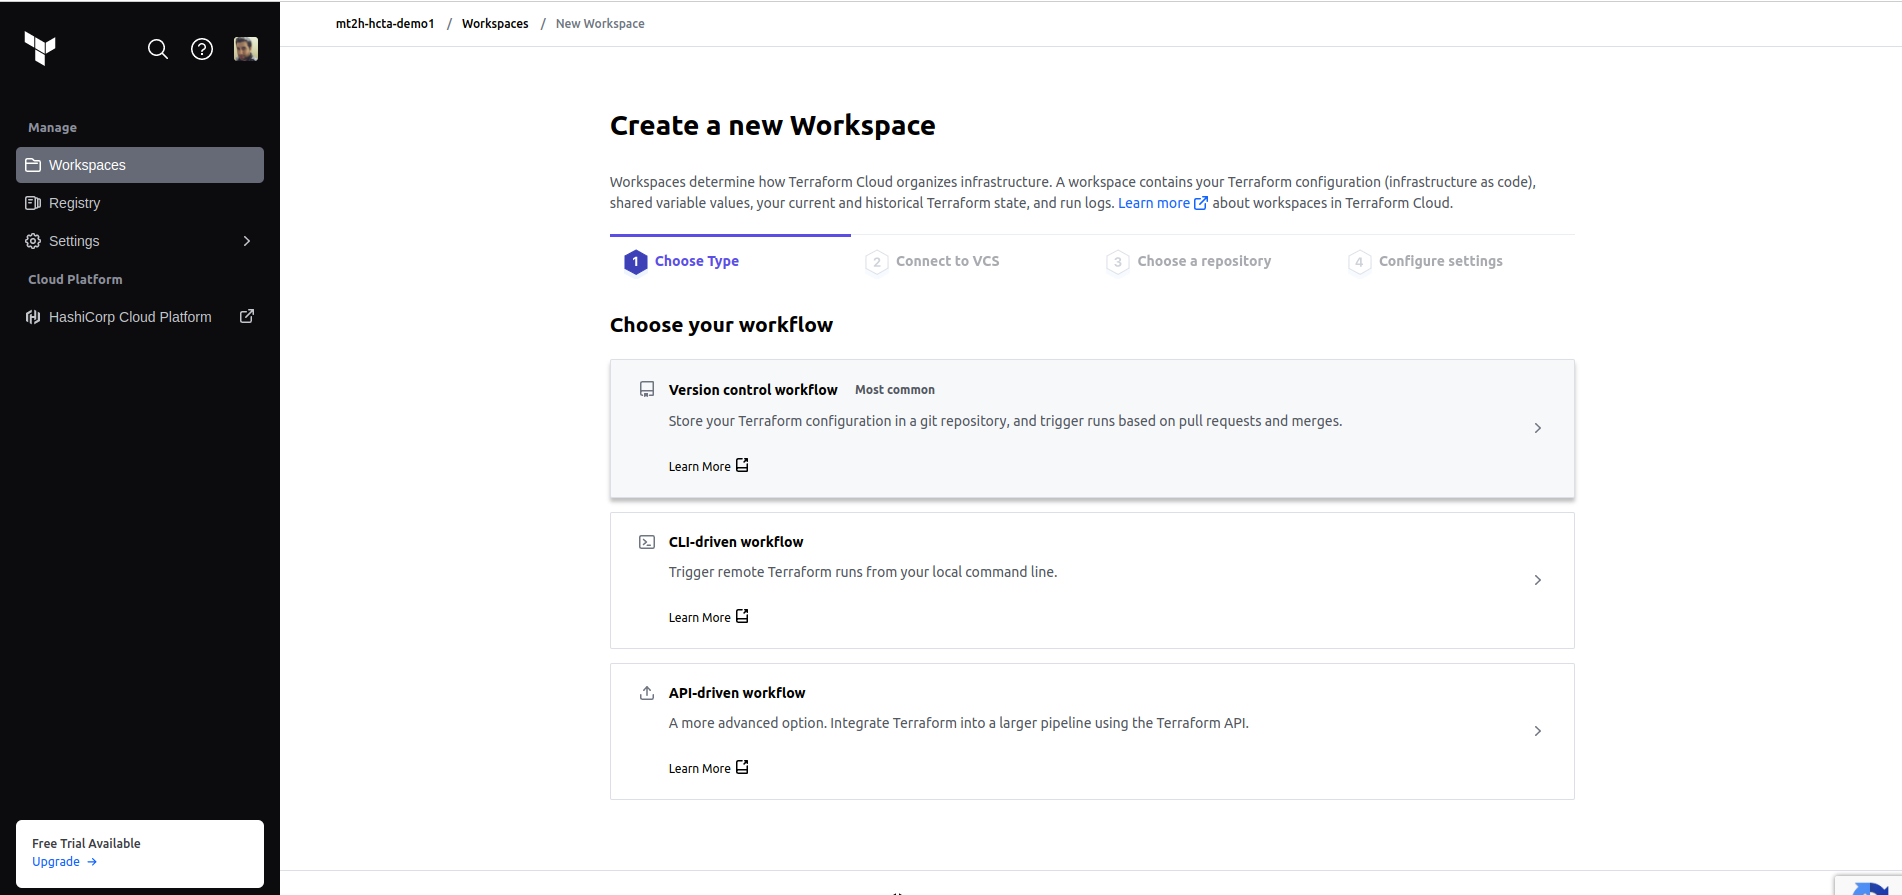 mt2h-hcta-demo1 / Workspaces / New Workspace
Manage
Workspaces
Registry
Settings
Cloud Platform
HashiCorp Cloud Platform
Free Trial Available
Upgrade →
Create a new Workspace
Workspaces determine how Terraform Cloud organizes infrastructure. A workspace contains your Terraform configuration (infrastructure as code),
shared variable values, your current and historical Terraform state, and run logs. Learn more about workspaces in Terraform Cloud.
1 Choose Type
2 Connect to VCS
3 Choose a repository
4 Configure settings
Choose your workflow
Version control workflow Most common
Store your Terraform configuration in a git repository, and trigger runs based on pull requests and merges.
Learn More
CLI-driven workflow
Trigger remote Terraform runs from your local command line.
Learn More
API-driven workflow
A more advanced option. Integrate Terraform into a larger pipeline using the Terraform API.
Learn More